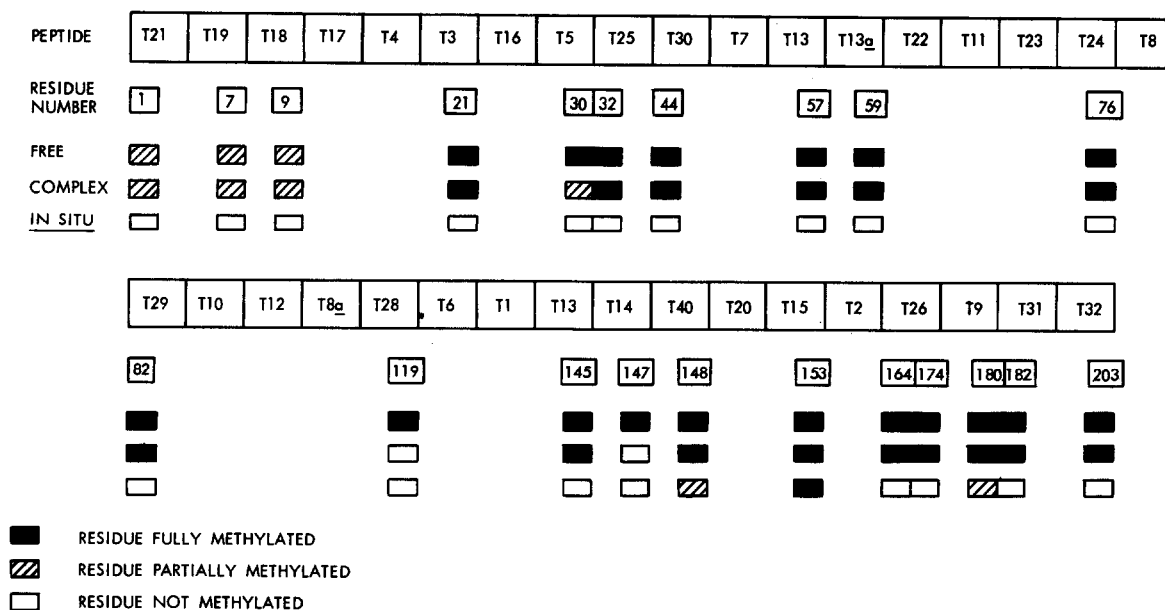 PEPTIDE T21 T19 T18 T17 T4 T3 T16 T5 T25 T30 T7 T13 T13a T22 T11 T23 T24 T8
RESIDUE NUMBER 1 7 9 21 30 32 44 57 59 76
FREE
COMPLEX
IN SITU
T29 T10 T12 T8a T28 T6 T1 T13 T14 T40 T20 T15 T2 T26 T9 T31 T32
82 119 145 147 148 153 164 174 180 182 203
RESIDUE FULLY METHYLATED
RESIDUE PARTIALLY METHYLATED
RESIDUE NOT METHYLATED